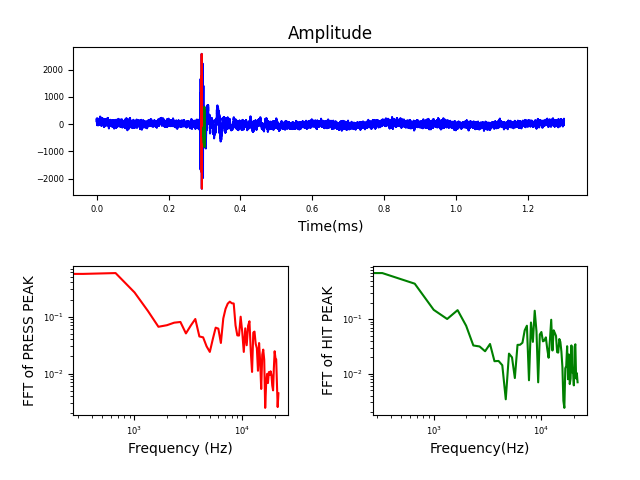 Amplitude
2000
1000
0
−1000
−2000
0.0 0.2 0.4 0.6 0.8 1.0 1.2
Time(ms)
FFT of PRESS PEAK
10⁻¹
10⁻²
10³ 10⁴
Frequency (Hz)
FFT of HIT PEAK
10⁻¹
10⁻²
10³ 10⁴
Frequency(Hz)